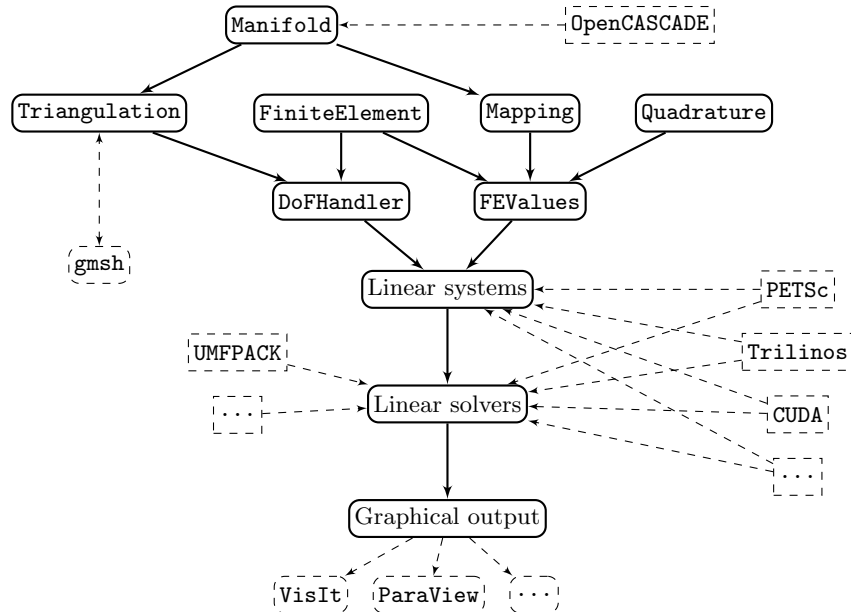 Manifold
OpenCASCADE
Triangulation
FiniteElement
Mapping
Quadrature
DoFHandler
FEValues
gmsh
Linear systems
PETSc
UMFPACK
Trilinos
...
Linear solvers
CUDA
...
Graphical output
VisIt
ParaView
...